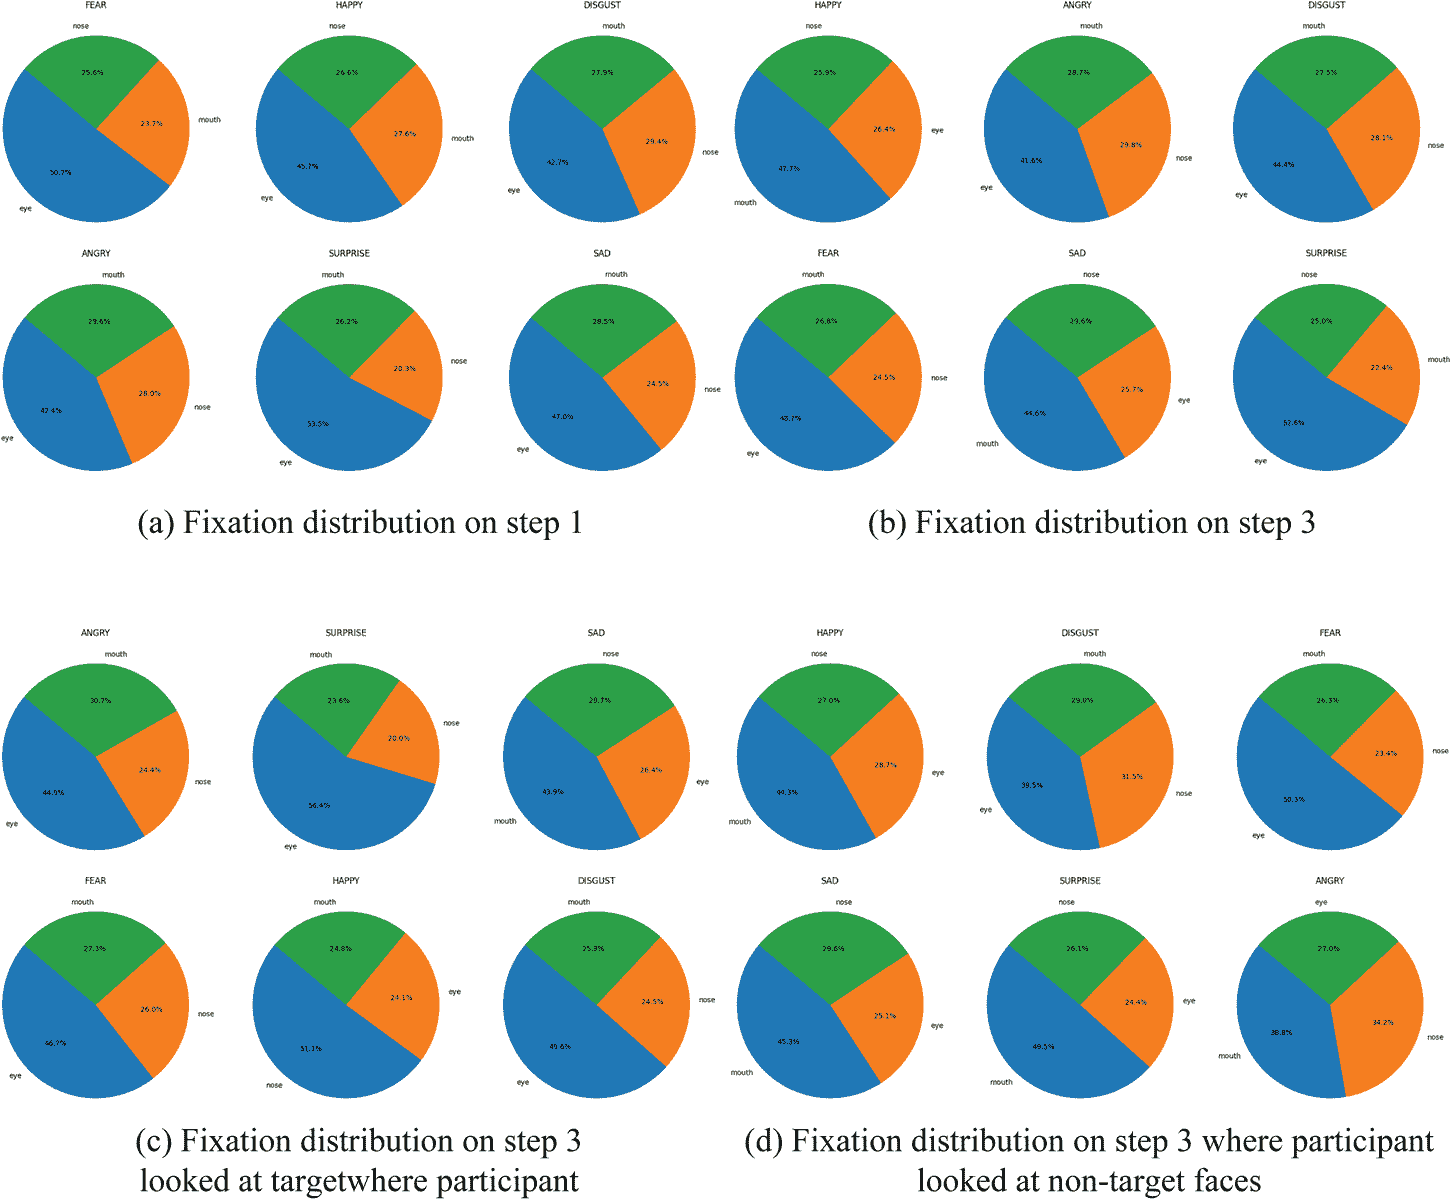 FEAR
nose
25.6%
23.7%
mouth
50.7%
eye
HAPPY
nose
26.6%
27.6%
mouth
45.7%
eye
DISGUST
mouth
27.9%
29.4%
nose
42.7%
eye
HAPPY
nose
25.9%
26.4%
eye
47.7%
mouth
ANGRY
mouth
28.7%
29.8%
nose
41.6%
eye
DISGUST
mouth
27.5%
28.1%
nose
44.4%
eye
ANGRY
mouth
29.6%
28.0%
nose
42.4%
eye
SURPRISE
mouth
26.2%
20.3%
nose
53.5%
eye
SAD
mouth
28.5%
24.5%
nose
47.0%
eye
FEAR
mouth
26.8%
24.5%
nose
eye
SAD
nose
29.6%
25.7%
eye
44.6%
mouth
SURPRISE
nose
25.0%
22.4%
mouth
52.6%
eye
(a) Fixation distribution on step 1
(b) Fixation distribution on step 3
ANGRY
mouth
30.7%
24.4%
nose
44.9%
eye
SURPRISE
mouth
23.6%
20.0%
nose
56.4%
eye
SAD
nose
29.7%
26.4%
eye
43.9%
mouth
HAPPY
nose
27.0%
28.7%
eye
44.3%
mouth
DISGUST
mouth
29.0%
31.5%
nose
39.5%
eye
FEAR
mouth
26.3%
23.4%
nose
50.3%
eye
FEAR
mouth
27.3%
26.0%
nose
46.7%
eye
HAPPY
mouth
24.8%
24.1%
eye
51.1%
nose
DISGUST
mouth
25.9%
24.5%
nose
49.6%
eye
SAD
nose
29.6%
25.1%
eye
45.3%
mouth
SURPRISE
nose
26.1%
24.4%
eye
49.5%
mouth
ANGRY
eye
27.0%
34.2%
nose
38.8%
mouth
(c) Fixation distribution on step 3
looked at targetwhere participant
(d) Fixation distribution on step 3 where participant
looked at non-target faces